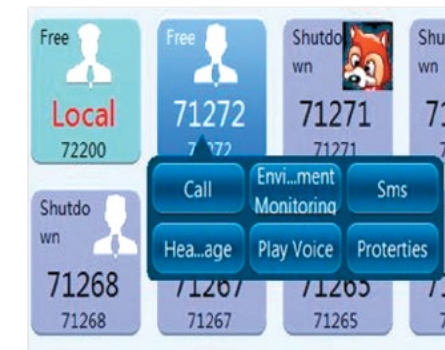 Free
Local
72200
Free
71272
Shutdo
wn
71271
71271
Shu
wn
Call
Envi...ment
Monitoring
Sms
Hea...age
Play Voice
Proterties
Shutdo
wn
71268
71268
71267
71267
71265
71265